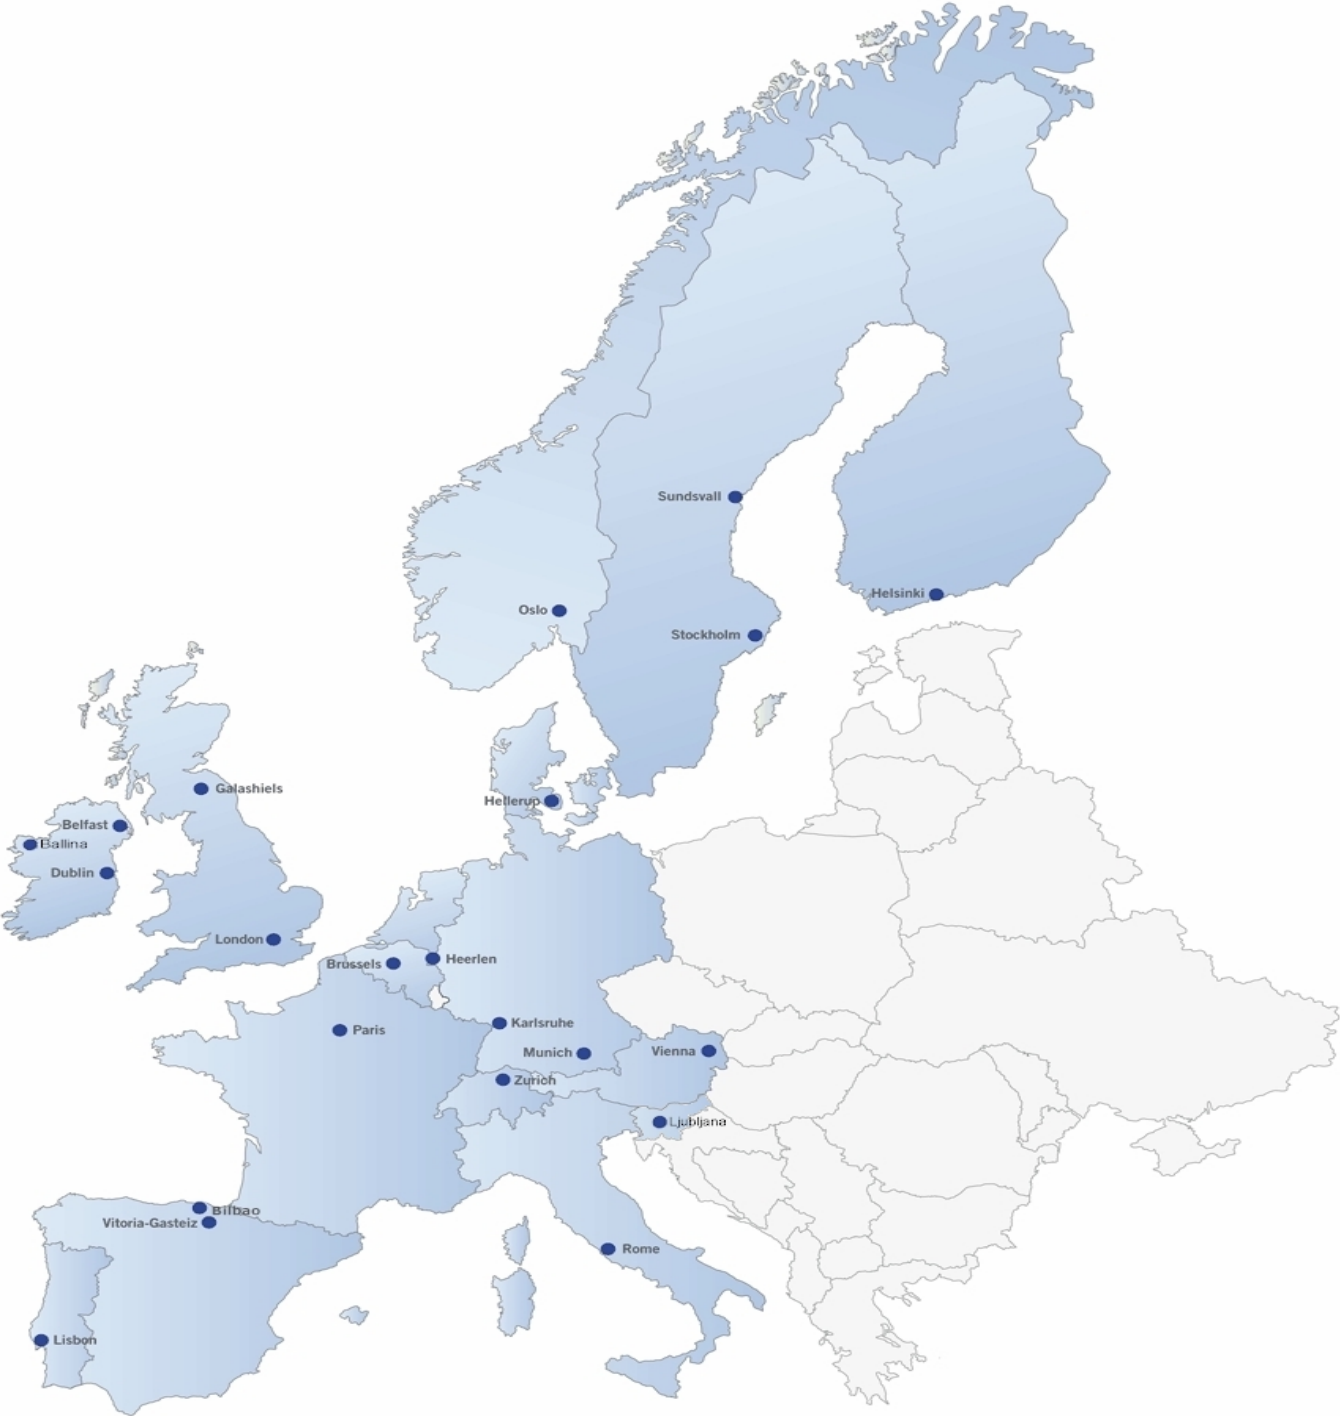 Sundsvall
Helsinki
Oslo
Stockholm
Galashiels
Hellerup
Belfast
Ballina
Dublin
London
Brussels
Heerlen
Karlsruhe
Paris
Munich
Vienna
Zurich
Ljubljana
Bilbao
Vitoria-Gasteiz
Rome
Lisbon